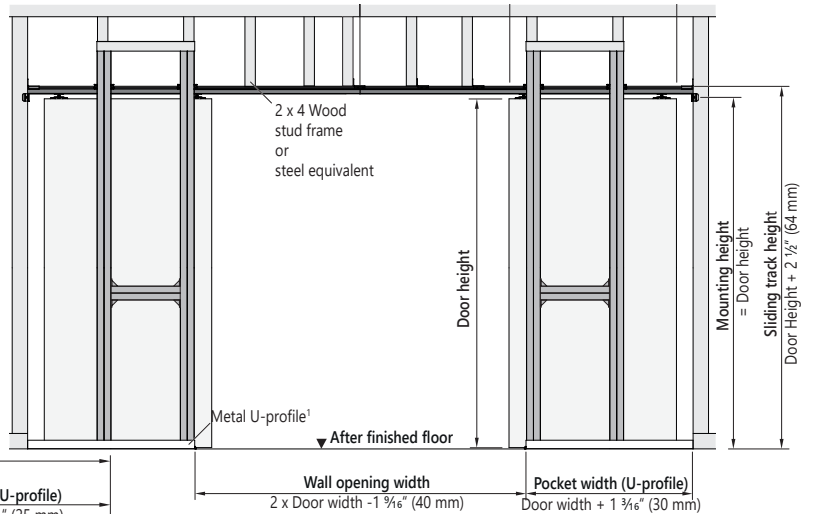 2 x 4 Wood
stud frame
or
steel equivalent
Door height
Mounting height
= Door height
Sliding track height
Door Height + 2 ½“ (64 mm)
Metal U-profile¹
After finished floor
Wall opening width
2 x Door width -1 ⁹⁄₁₆“ (40 mm)
Pocket width (U-profile)
Door width + 1 ³⁄₁₆“ (30 mm)
U-profile)
“ (25 mm)